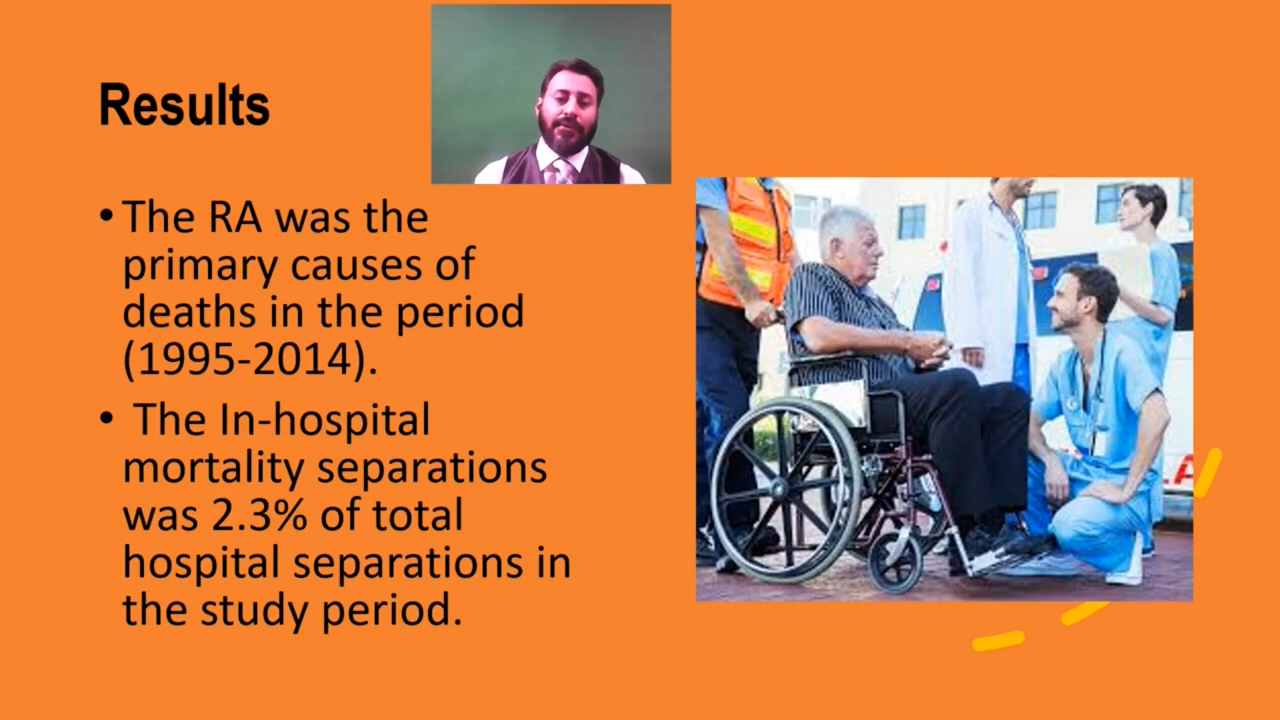 Results
• The RA was the
primary causes of
deaths in the period
(1995-2014).
• The In-hospital
mortality separations
was 2.3% of total
hospital separations in
the study period.